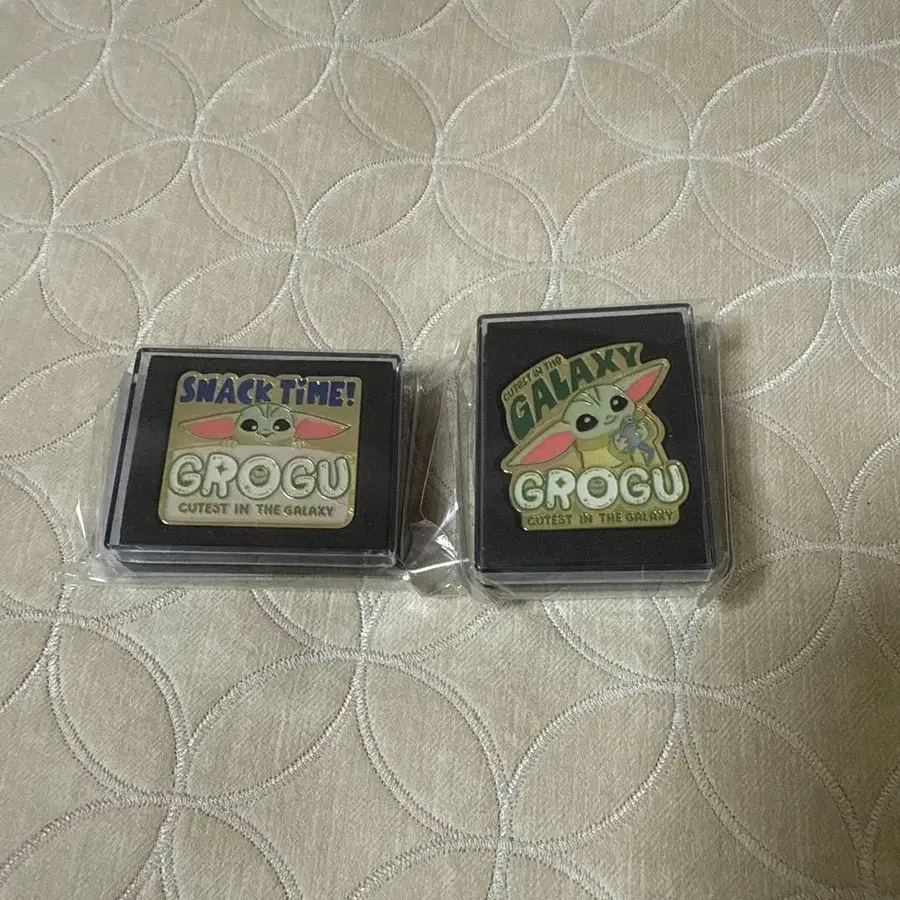 SNACK TiME!
GROGU
CUTEST IN THE GALAXY
CUTEST IN THE
GALAXY
GROGU
CUTEST IN THE GALAXY